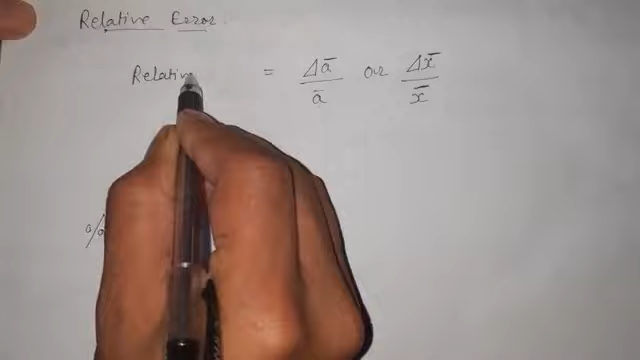 Relative Error.
Relativ = Δā/ā or Δx̄/x̄